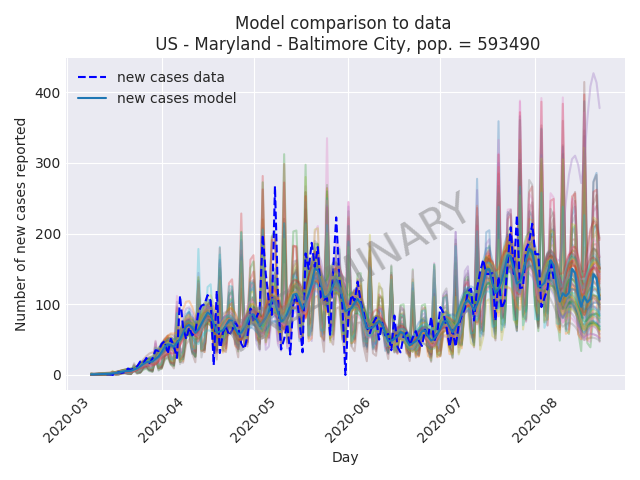 Model comparison to data
US - Maryland - Baltimore City, pop. = 593490
new cases data
new cases model
Number of new cases reported
400
300
200
100
0
2020-03
2020-04
2020-05
2020-06
2020-07
2020-08
Day